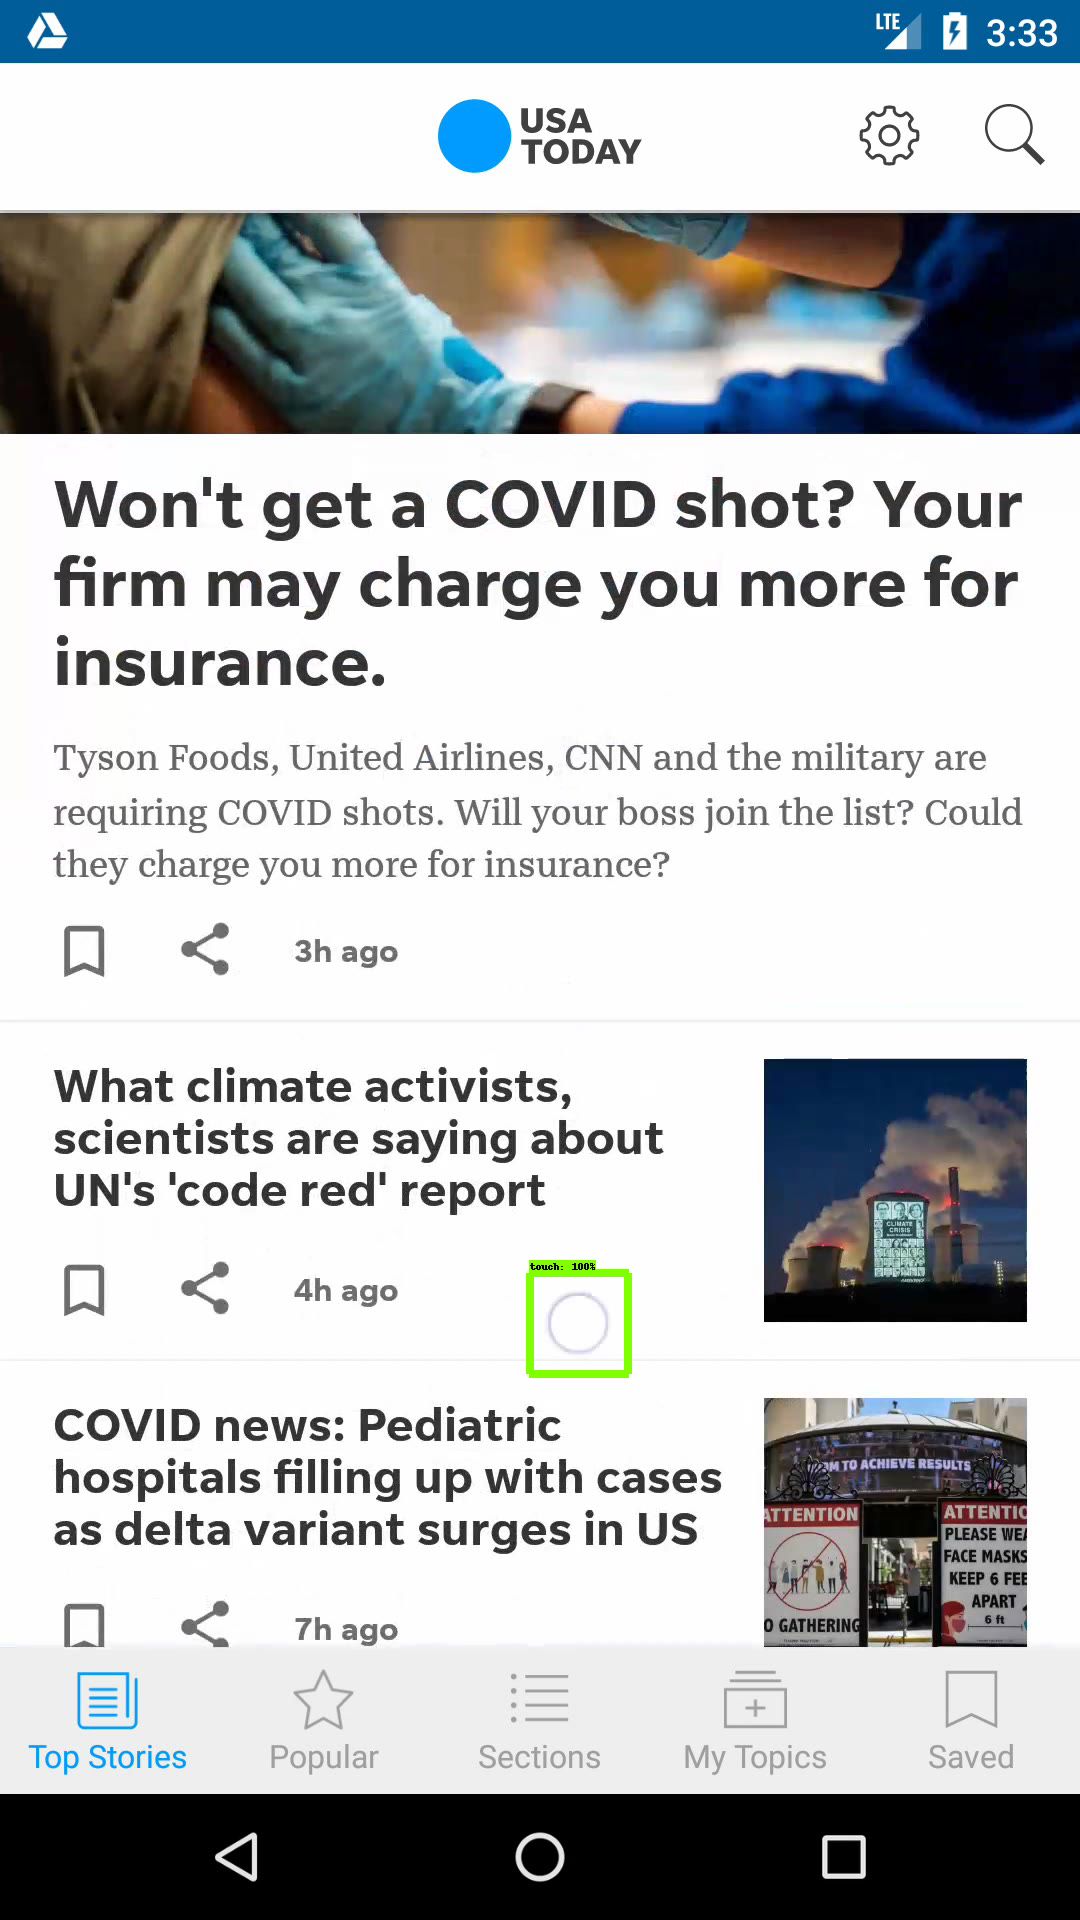 LTE 3:33
USA
TODAY
Won't get a COVID shot? Your
firm may charge you more for
insurance.
Tyson Foods, United Airlines, CNN and the military are
requiring COVID shots. Will your boss join the list? Could
they charge you more for insurance?
3h ago
What climate activists,
scientists are saying about
UN's 'code red' report
CLIMATE
CRISIS
4h ago
touch: 100%
COVID news: Pediatric
hospitals filling up with cases
as delta variant surges in US
M TO ACHIEVE RESULTS
ATTENTION
O GATHERING
ATTENTIO
PLEASE WEA
FACE MASKS
KEEP 6 FEE
APART
6 ft
7h ago
Top Stories
Popular
Sections
My Topics
Saved